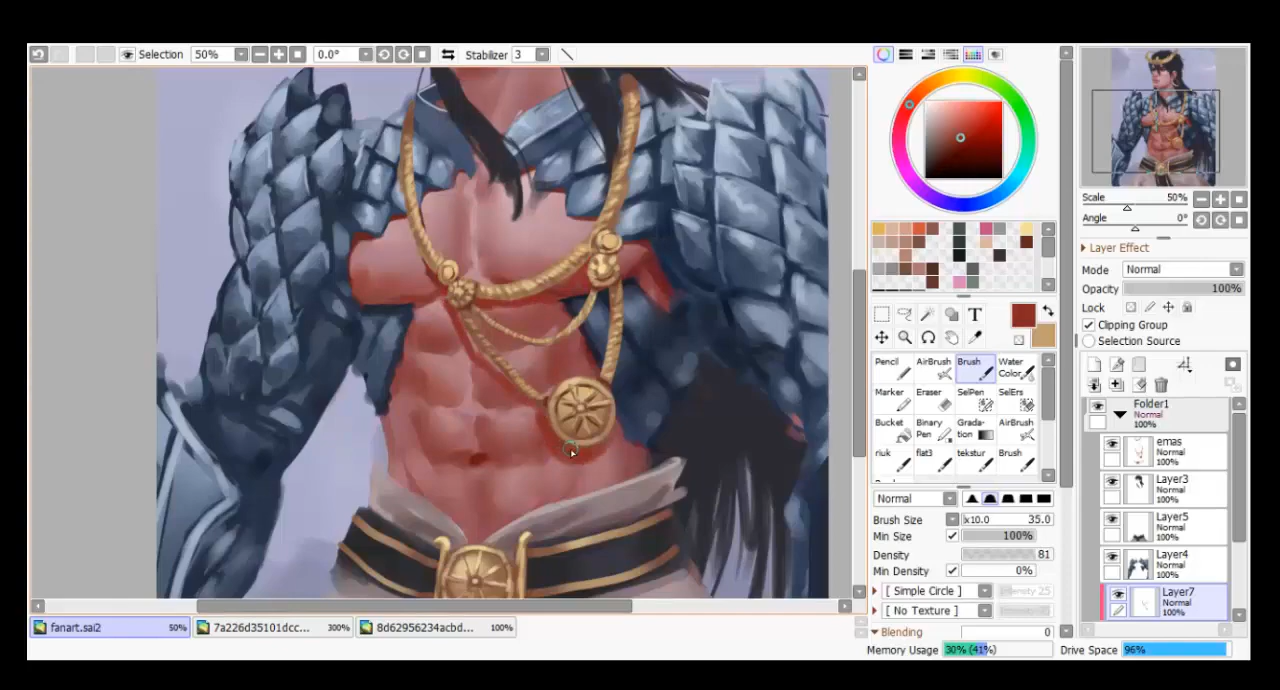 Selection 50% 0.0° Stabilizer 3
Scale 50%
Angle 0°
Layer Effect
Mode Normal
Opacity 100%
Lock
Clipping Group
Selection Source
T
Pencil AirBrush Brush Water Color
Marker Eraser SelPen SelErs
Bucket Binary Pen Grada-tion AirBrush
riuk flat3 tekstur Brush
Normal
Brush Size x10.0 35.0
Min Size 100%
Density 81
Min Density 0%
[ Simple Circle ] Intensity 25
[ No Texture ]
Blending 0
Folder1
Normal
100%
emas
Normal
100%
Layer3
Normal
100%
Layer5
Normal
100%
Layer4
Normal
100%
Layer7
Normal
100%
fanart.sai2 50% 7a226d35101dcc... 300% 8d62956234acbd... 100%
Memory Usage 30% (41%) Drive Space 96%